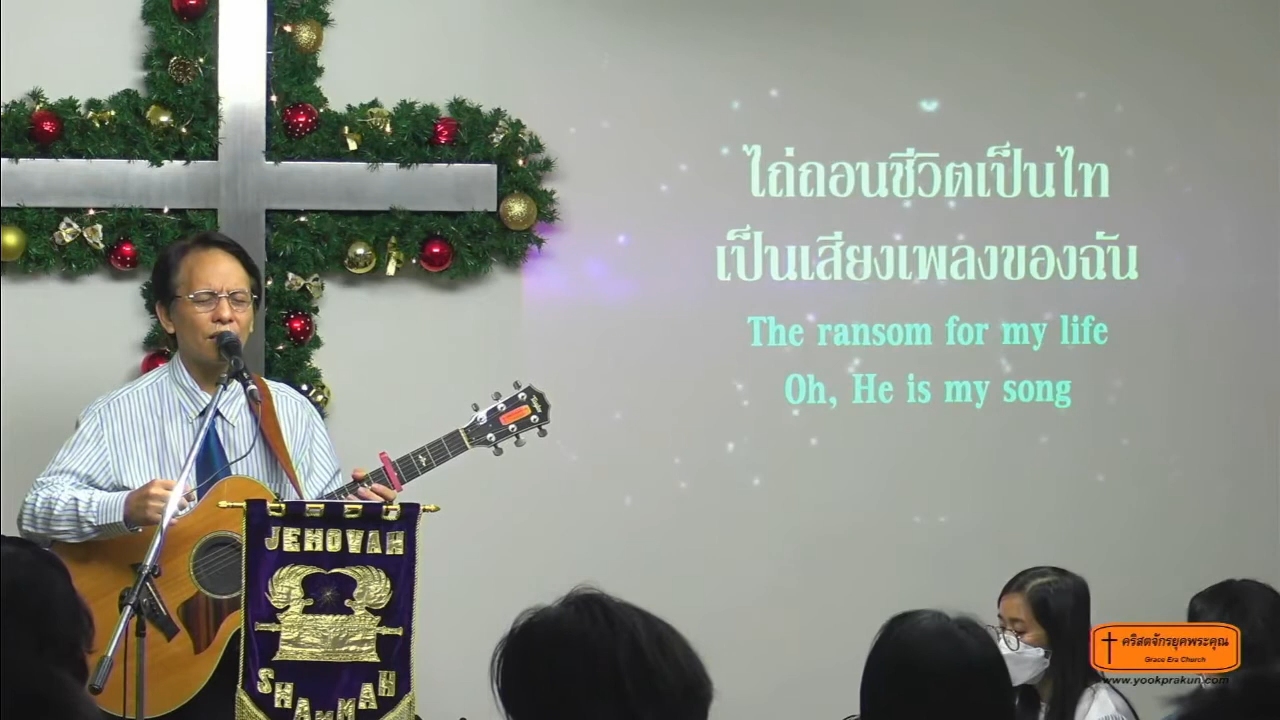 ไถ่ถอนชีวิตเป็นไท
เป็นเสียงเพลงของฉัน
The ransom for my life
Oh, He is my song
Taylor
JEHOVAH
SHAMMAH
คริสตจักรยุคพระคุณ
Grace Era Church
www.yookprakun.com